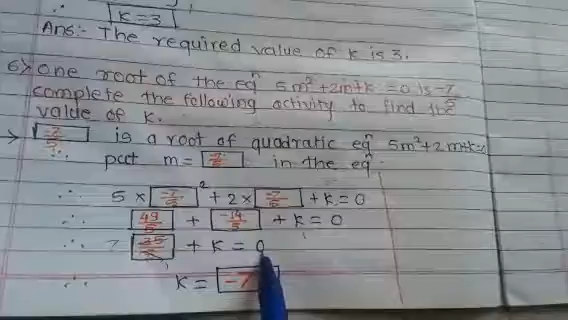 ∴ K=3
Ans:- The required value of K is 3.
6) one root of the eqⁿ 5m²+2m+k =0 is -7/5
complete the following activity to find the
value of K.
→ -7/5 is a root of quadratic eqⁿ 5m²+2m+k=0
∴ put m= -7/5 in the eqⁿ.
∴ 5 × -7/5 ² + 2 × -7/5 + k = 0
∴ 49/5 + -14/5 + k = 0
∴ 7 35/5 + K = 0
∴ K = -7